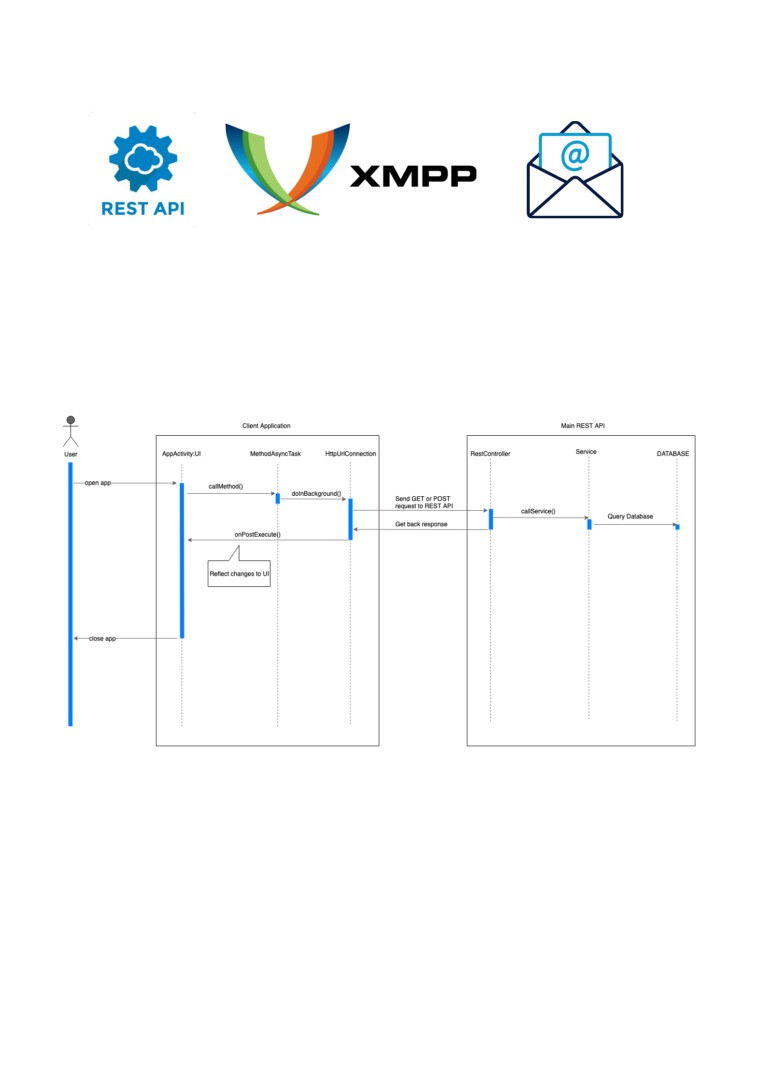 REST API
XMPP
@
Client Application
Main REST API
User
AppActivity:UI
MethodAsyncTask
HttpUrlConnection
RestController
Service
DATABASE
open app
callMethod()
doInBackground()
Send GET or POST
request to REST API
callService()
Query Database
Get back response
onPostExecute()
Reflect changes to UI
close app